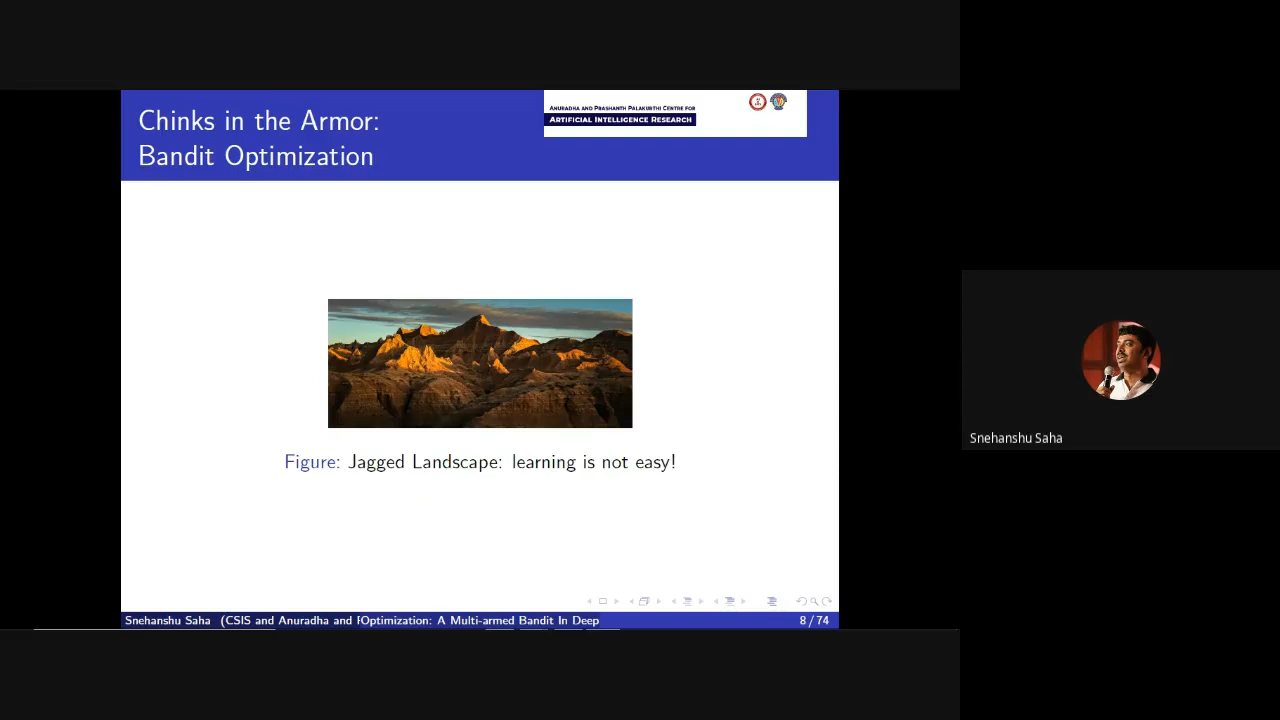 Chinks in the Armor:
Bandit Optimization
Anuradha and Prashanth Palakurthi Centre for
Artificial Intelligence Research
Figure: Jagged Landscape: learning is not easy!
Snehanshu Saha (CSIS and Anuradha and Optimization: A Multi-armed Bandit In Deep 8 / 74
Snehanshu Saha